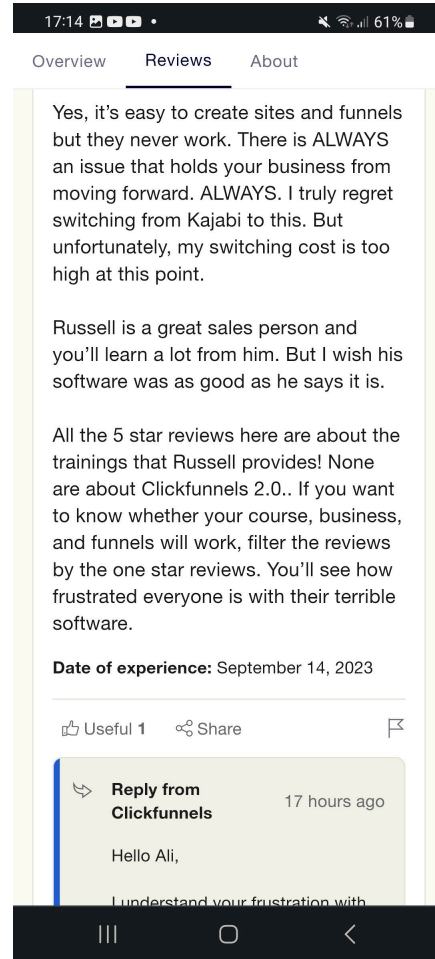 17:14
61%
Overview Reviews About
Yes, it’s easy to create sites and funnels
but they never work. There is ALWAYS
an issue that holds your business from
moving forward. ALWAYS. I truly regret
switching from Kajabi to this. But
unfortunately, my switching cost is too
high at this point.
Russell is a great sales person and
you’ll learn a lot from him. But I wish his
software was as good as he says it is.
All the 5 star reviews here are about the
trainings that Russell provides! None
are about Clickfunnels 2.0.. If you want
to know whether your course, business,
and funnels will work, filter the reviews
by the one star reviews. You’ll see how
frustrated everyone is with their terrible
software.
Date of experience: September 14, 2023
Useful 1 Share
Reply from
Clickfunnels
17 hours ago
Hello Ali,
I understand your frustration with